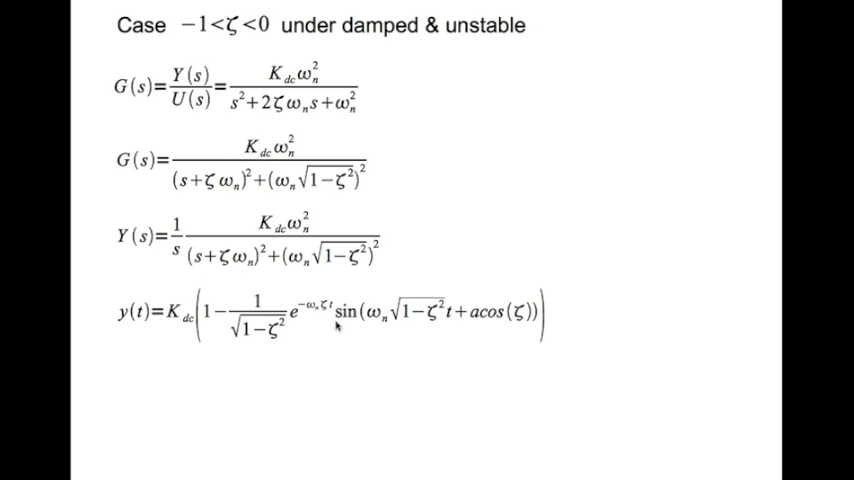 Case −1<ζ<0 under damped & unstable
G(s)=Y(s)/U(s)=K_dc ω_n^2/(s^2+2ζω_n s+ω_n^2)
G(s)=K_dc ω_n^2/((s+ζω_n)^2+(ω_n√(1−ζ^2))^2)
Y(s)=1/s K_dc ω_n^2/((s+ζω_n)^2+(ω_n√(1−ζ^2))^2)
y(t)=K_dc(1−1/√(1−ζ^2) e^(−ω_n ζ t) sin(ω_n√(1−ζ^2) t+acos(ζ)))